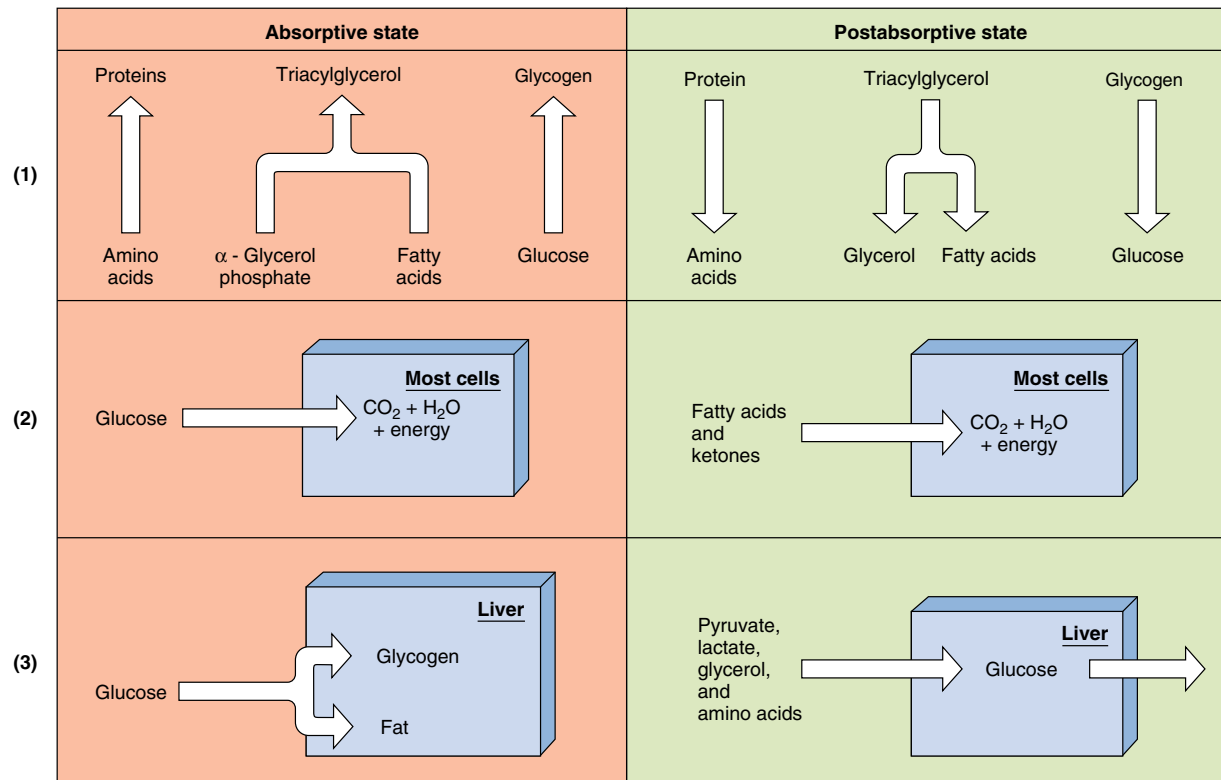 Absorptive state
Postabsorptive state
(1)
Proteins
Triacylglycerol
Glycogen
Amino
acids
α - Glycerol
phosphate
Fatty
acids
Glucose
Protein
Triacylglycerol
Glycogen
Amino
acids
Glycerol
Fatty acids
Glucose
(2)
Glucose
Most cells
CO₂ + H₂O
+ energy
Fatty acids
and
ketones
Most cells
CO₂ + H₂O
+ energy
(3)
Glucose
Liver
Glycogen
Fat
Pyruvate,
lactate,
glycerol,
and
amino acids
Liver
Glucose